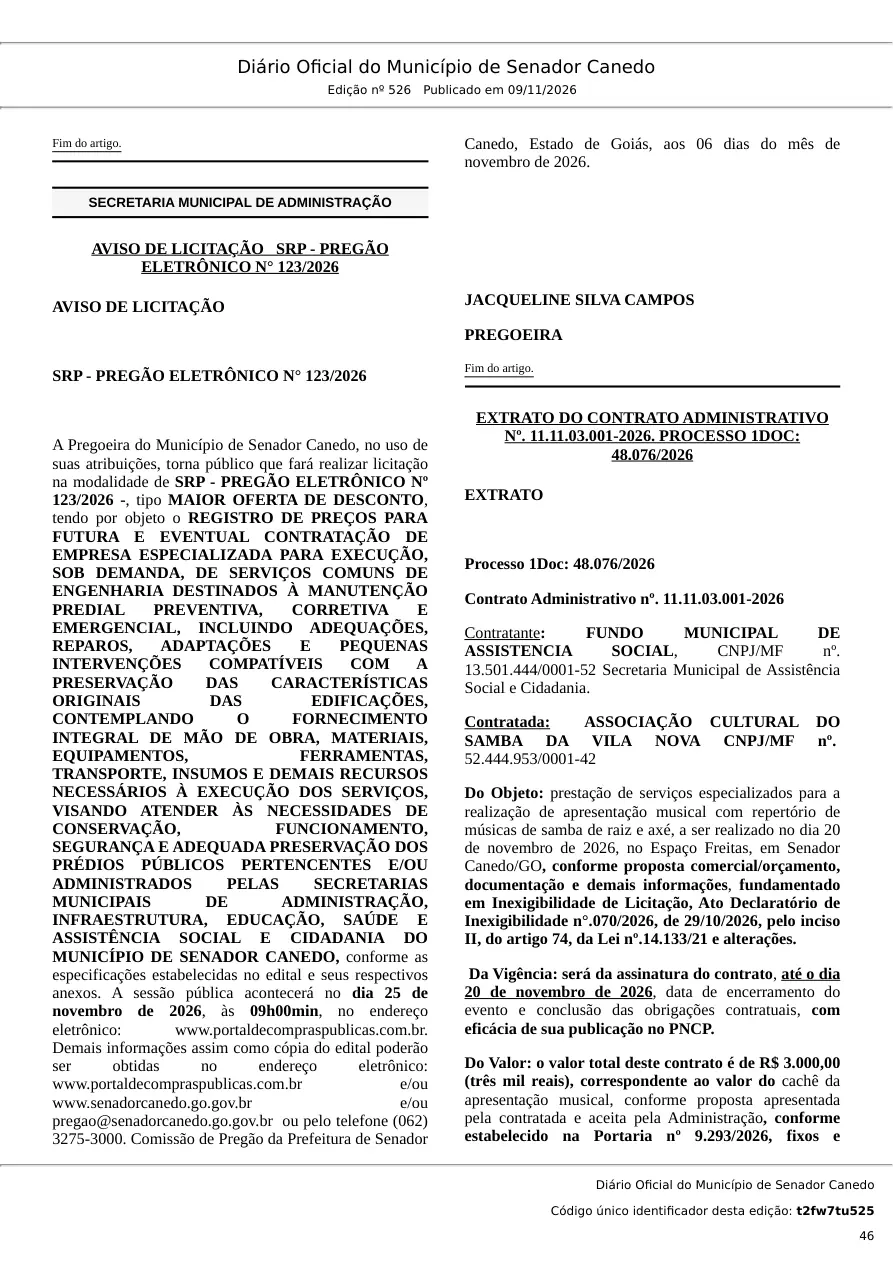 Diário Oficial do Município de Senador Canedo
Edição nº 526   Publicado em 09/11/2026
Fim do artigo.
SECRETARIA MUNICIPAL DE ADMINISTRAÇÃO
AVISO DE LICITAÇÃO   SRP - PREGÃO
ELETRÔNICO N° 123/2026
AVISO DE LICITAÇÃO
SRP - PREGÃO ELETRÔNICO N° 123/2026
A Pregoeira do Município de Senador Canedo, no uso de
suas atribuições, torna público que fará realizar licitação
na modalidade de SRP - PREGÃO ELETRÔNICO Nº
123/2026 -, tipo MAIOR OFERTA DE DESCONTO,
tendo por objeto o REGISTRO DE PREÇOS PARA
FUTURA E EVENTUAL CONTRATAÇÃO DE
EMPRESA ESPECIALIZADA PARA EXECUÇÃO,
SOB DEMANDA, DE SERVIÇOS COMUNS DE
ENGENHARIA DESTINADOS À MANUTENÇÃO
PREDIAL PREVENTIVA, CORRETIVA E
EMERGENCIAL, INCLUINDO ADEQUAÇÕES,
REPAROS, ADAPTAÇÕES E PEQUENAS
INTERVENÇÕES COMPATÍVEIS COM A
PRESERVAÇÃO DAS CARACTERÍSTICAS
ORIGINAIS DAS EDIFICAÇÕES,
CONTEMPLANDO O FORNECIMENTO
INTEGRAL DE MÃO DE OBRA, MATERIAIS,
EQUIPAMENTOS, FERRAMENTAS,
TRANSPORTE, INSUMOS E DEMAIS RECURSOS
NECESSÁRIOS À EXECUÇÃO DOS SERVIÇOS,
VISANDO ATENDER ÀS NECESSIDADES DE
CONSERVAÇÃO, FUNCIONAMENTO,
SEGURANÇA E ADEQUADA PRESERVAÇÃO DOS
PRÉDIOS PÚBLICOS PERTENCENTES E/OU
ADMINISTRADOS PELAS SECRETARIAS
MUNICIPAIS DE ADMINISTRAÇÃO,
INFRAESTRUTURA, EDUCAÇÃO, SAÚDE E
ASSISTÊNCIA SOCIAL E CIDADANIA DO
MUNICÍPIO DE SENADOR CANEDO, conforme as
especificações estabelecidas no edital e seus respectivos
anexos. A sessão pública acontecerá no dia 25 de
novembro de 2026, às 09h00min, no endereço
eletrônico: www.portaldecompraspublicas.com.br.
Demais informações assim como cópia do edital poderão
ser obtidas no endereço eletrônico:
www.portaldecompraspublicas.com.br e/ou
www.senadorcanedo.go.gov.br e/ou
pregao@senadorcanedo.go.gov.br  ou pelo telefone (062)
3275-3000. Comissão de Pregão da Prefeitura de Senador
Canedo, Estado de Goiás, aos 06 dias do mês de
novembro de 2026.
JACQUELINE SILVA CAMPOS
PREGOEIRA
Fim do artigo.
EXTRATO DO CONTRATO ADMINISTRATIVO
Nº. 11.11.03.001-2026. PROCESSO 1DOC:
48.076/2026
EXTRATO
Processo 1Doc: 48.076/2026
Contrato Administrativo nº. 11.11.03.001-2026
Contratante: FUNDO MUNICIPAL DE
ASSISTENCIA SOCIAL, CNPJ/MF nº.
13.501.444/0001-52 Secretaria Municipal de Assistência
Social e Cidadania.
Contratada: ASSOCIAÇÃO CULTURAL DO
SAMBA DA VILA NOVA CNPJ/MF nº.
52.444.953/0001-42
Do Objeto: prestação de serviços especializados para a
realização de apresentação musical com repertório de
músicas de samba de raiz e axé, a ser realizado no dia 20
de novembro de 2026, no Espaço Freitas, em Senador
Canedo/GO, conforme proposta comercial/orçamento,
documentação e demais informações, fundamentado
em Inexigibilidade de Licitação, Ato Declaratório de
Inexigibilidade n°.070/2026, de 29/10/2026, pelo inciso
II, do artigo 74, da Lei nº.14.133/21 e alterações.
Da Vigência: será da assinatura do contrato, até o dia
20 de novembro de 2026, data de encerramento do
evento e conclusão das obrigações contratuais, com
eficácia de sua publicação no PNCP.
Do Valor: o valor total deste contrato é de R$ 3.000,00
(três mil reais), correspondente ao valor do cachê da
apresentação musical, conforme proposta apresentada
pela contratada e aceita pela Administração, conforme
estabelecido na Portaria nº 9.293/2026, fixos e
Diário Oficial do Município de Senador Canedo
Código único identificador desta edição: t2fw7tu525
46